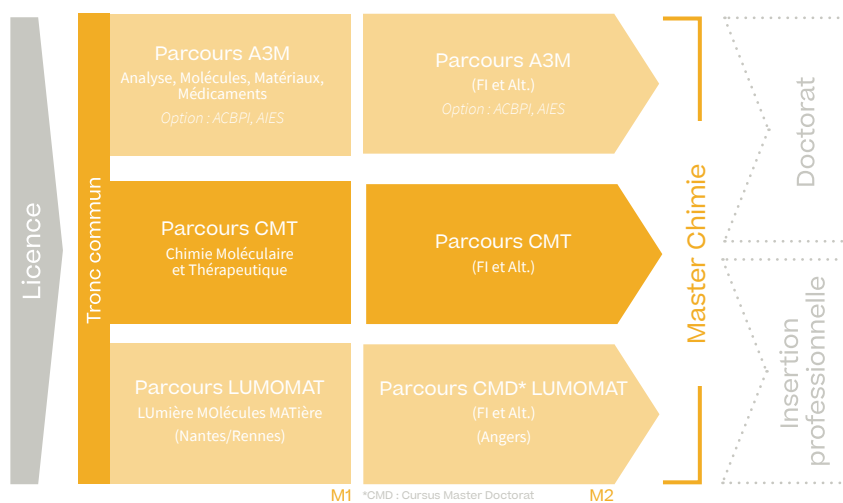 Licence
Tronc commun
Parcours A3M
Analyse, Molécules, Matériaux,
Médicaments
Option : ACBPI, AIES
Parcours A3M
(FI et Alt.)
Option : ACBPI, AIES
Parcours CMT
Chimie Moléculaire
et Thérapeutique
Parcours CMT
(FI et Alt.)
Parcours LUMOMAT
LUmière MOlécules MATière
(Nantes/Rennes)
Parcours CMD* LUMOMAT
(FI et Alt.)
(Angers)
M1
*CMD : Cursus Master Doctorat
M2
Master Chimie
Doctorat
Insertion
professionnelle